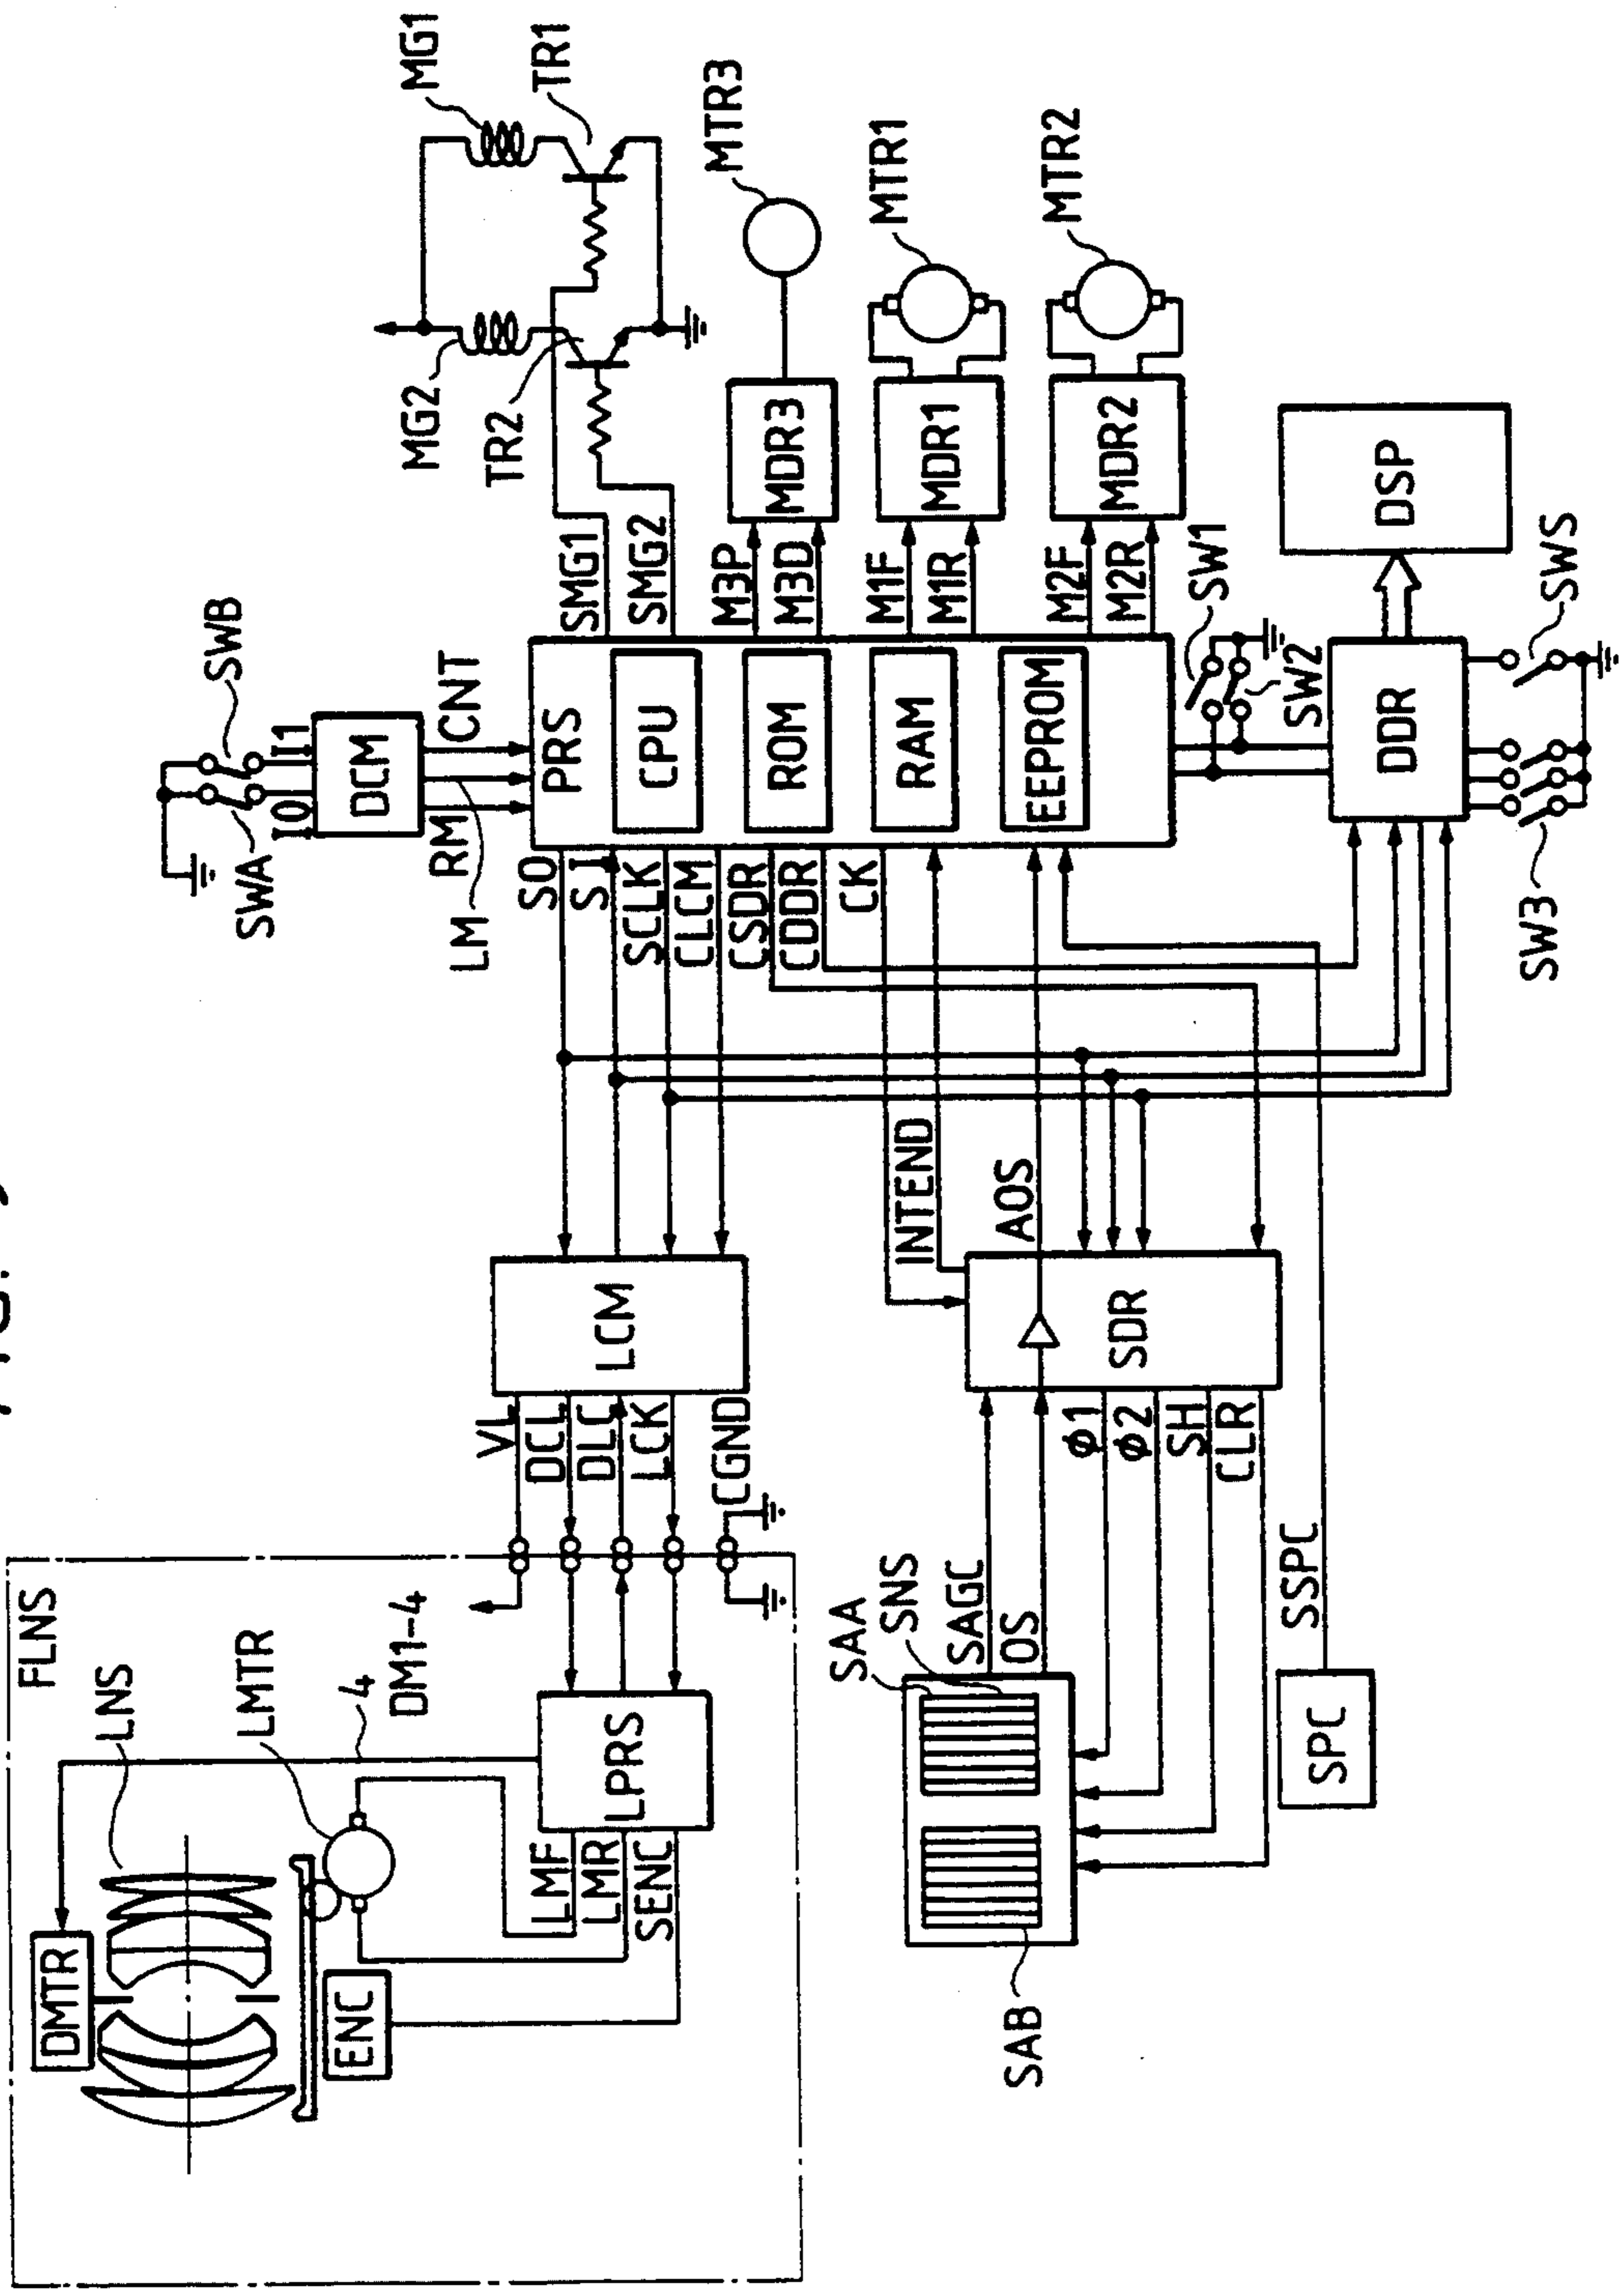 FLNS
LNS
LMTR
4
DM1-4
DMTR
ENC
LMF
LMR
SENC
LPRS
VL
DCL
DLC
LCK
CGND
LCM
SO
SI
SCLK
CLCM
CSDR
CDDR
CK
INTEND
AOS
SDR
SAGC
OS
Φ1
Φ2
SH
CLR
SAA
SNS
SAB
SPC
SSPC
SWA
SWB
I0
I1
DCM
RM
LM
CNT
PRS
CPU
ROM
RAM
EEPROM
SMG1
SMG2
M3P
M3D
M1F
M1R
M2F
M2R
MG1
MG2
TR1
TR2
MDR3
MTR3
MDR1
MTR1
MDR2
MTR2
SW1
SW2
DDR
DSP
SW3
SWS